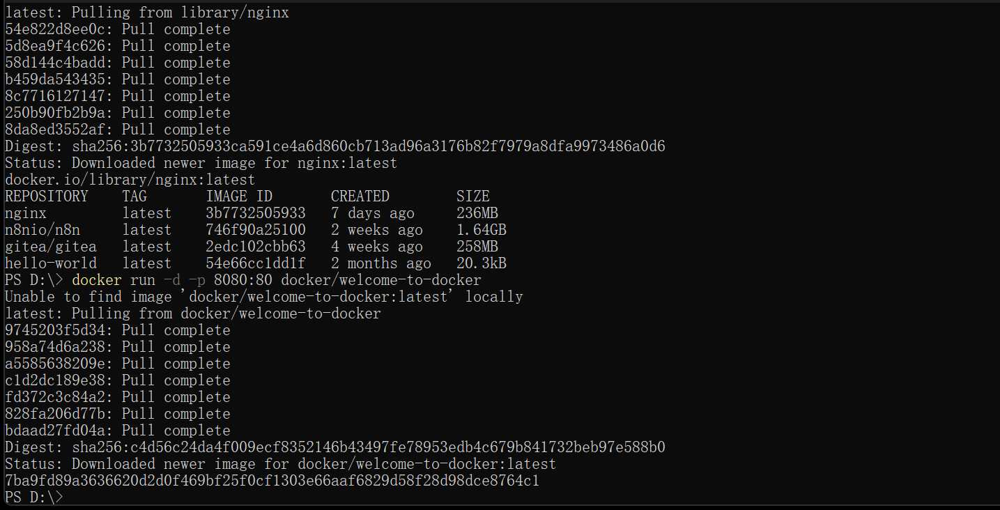 latest: Pulling from library/nginx
54e822d8ee0c: Pull complete
5d8ea9f4c626: Pull complete
58d144c4badd: Pull complete
b459da543435: Pull complete
8c7716127147: Pull complete
250b90fb2b9a: Pull complete
8da8ed3552af: Pull complete
Digest: sha256:3b7732505933ca591ce4a6d860cb713ad96a3176b82f7979a8dfa9973486a0d6
Status: Downloaded newer image for nginx:latest
docker.io/library/nginx:latest
REPOSITORY    TAG       IMAGE ID       CREATED        SIZE
nginx         latest    3b7732505933   7 days ago     236MB
n8nio/n8n     latest    746f90a25100   2 weeks ago    1.64GB
gitea/gitea   latest    2edc102cbb63   4 weeks ago    258MB
hello-world   latest    54e66cc1dd1f   2 months ago   20.3kB
PS D:\> docker run -d -p 8080:80 docker/welcome-to-docker
Unable to find image 'docker/welcome-to-docker:latest' locally
latest: Pulling from docker/welcome-to-docker
9745203f5d34: Pull complete
958a74d6a238: Pull complete
a5585638209e: Pull complete
c1d2dc189e38: Pull complete
fd372c3c84a2: Pull complete
828fa206d77b: Pull complete
bdaad27fd04a: Pull complete
Digest: sha256:c4d56c24da4f009ecf8352146b43497fe78953edb4c679b841732beb97e588b0
Status: Downloaded newer image for docker/welcome-to-docker:latest
7ba9fd89a3636620d2d0f469bf25f0cf1303e66aaf6829d58f28d98dce8764c1
PS D:\>